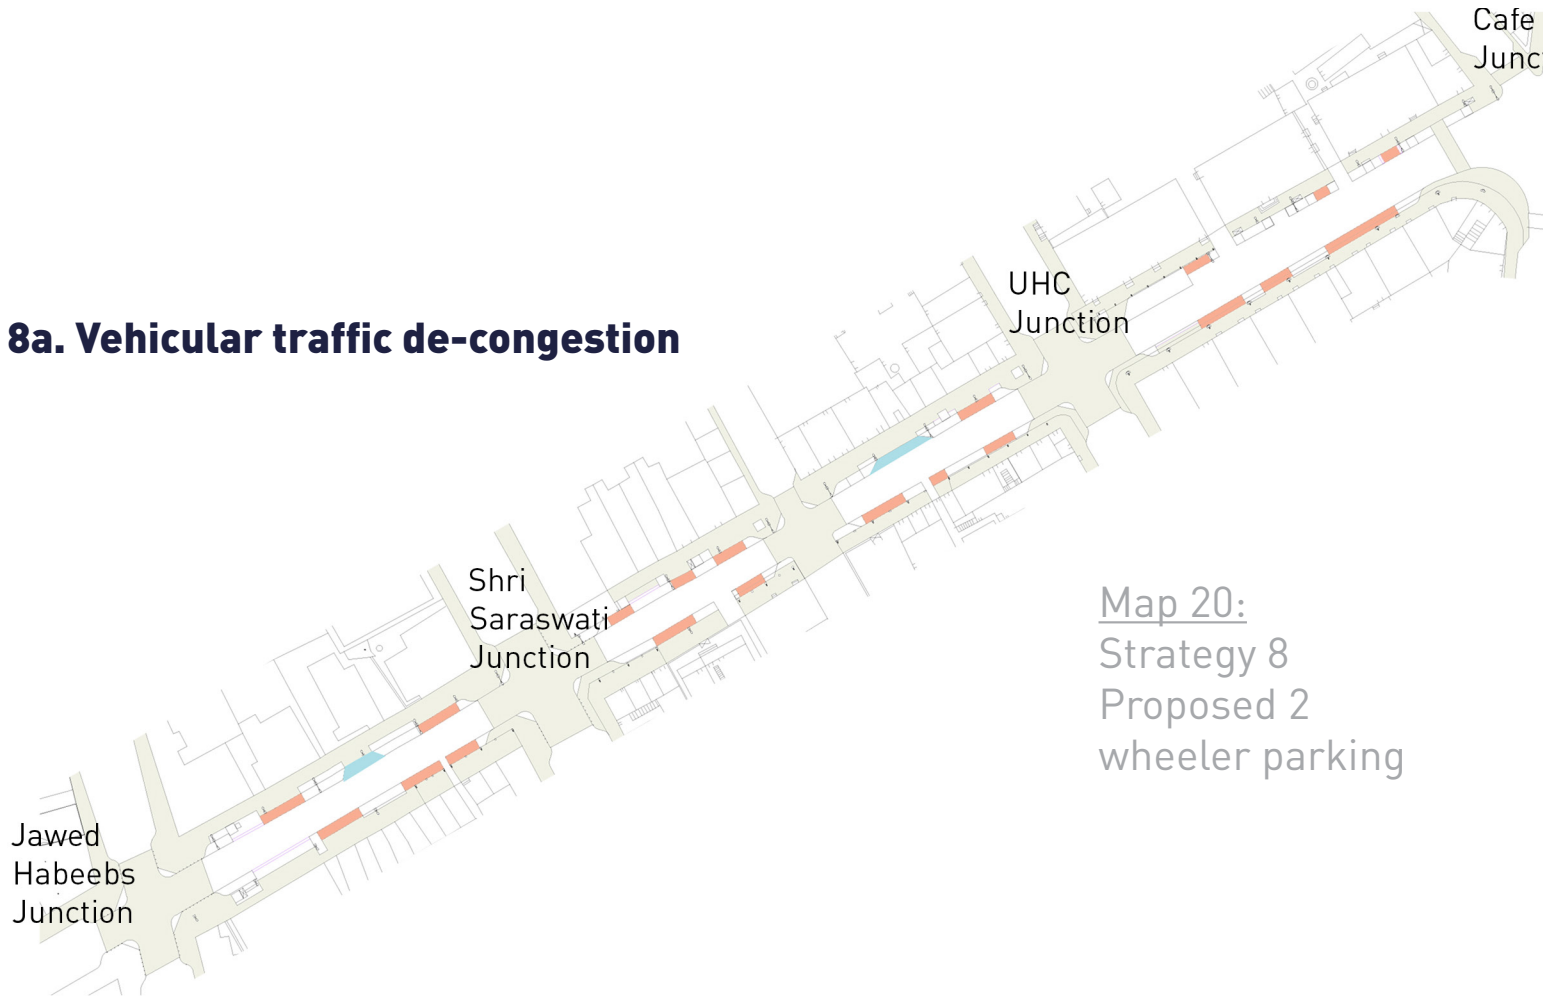 Cafe
8a. Vehicular traffic de-congestion
UHC
Junction
Shri
Saraswati
Junction
Jawed
Habeebs
Junction
Map 20:
Strategy 8
Proposed 2
wheeler parking